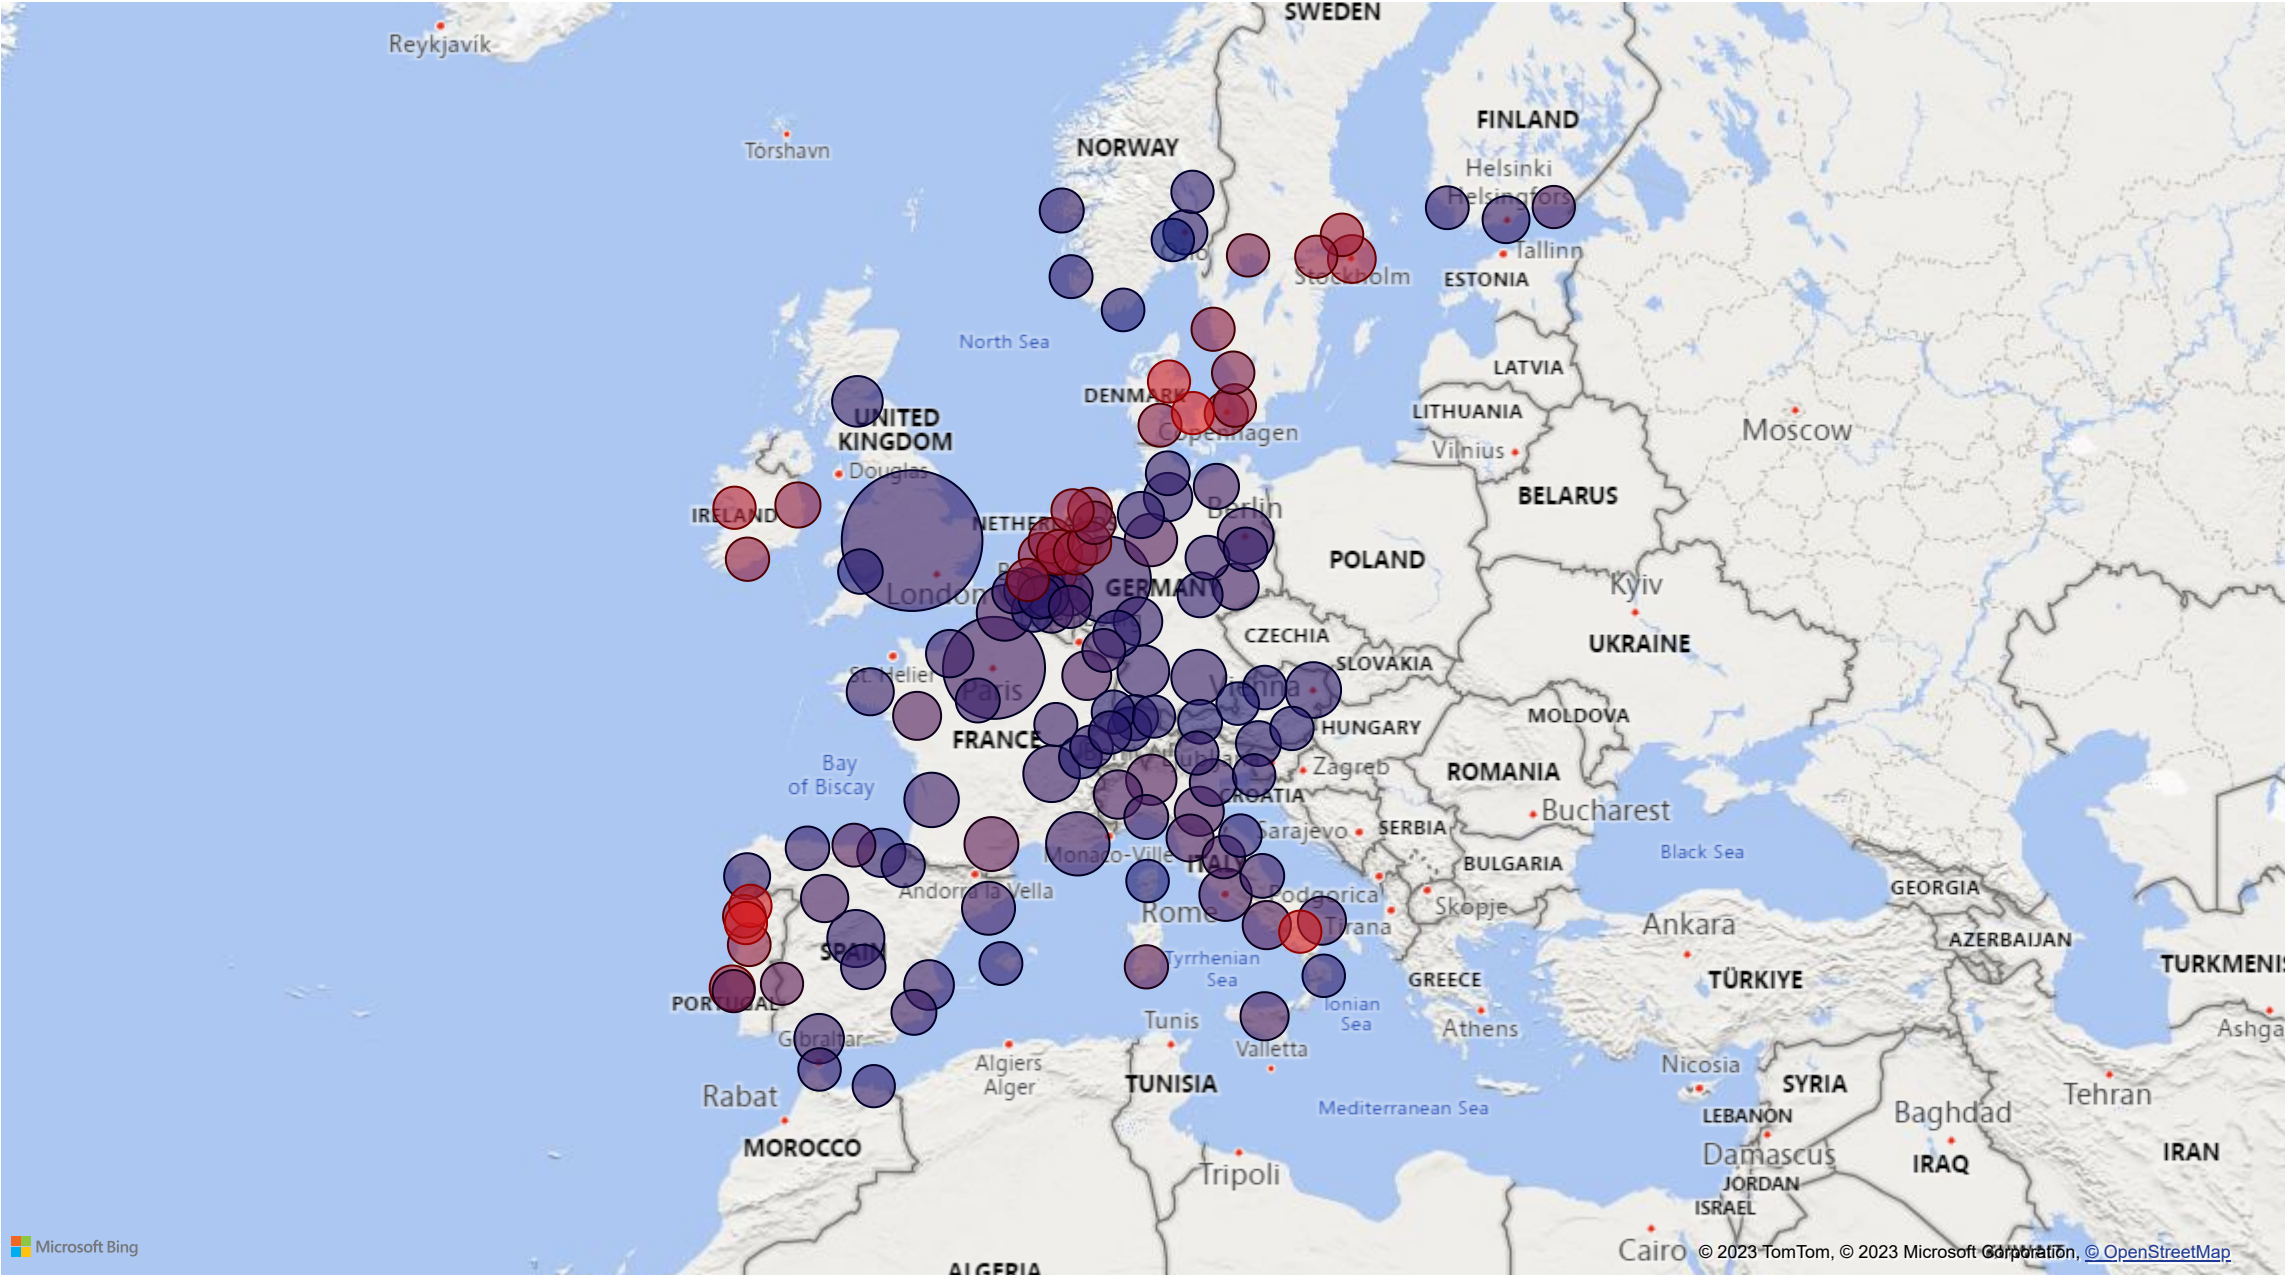 SWEDEN
Reykjavík
FINLAND
NORWAY
Tórshavn
Helsinki
Helsingfors
Tallinn
Oslo
Stockholm
ESTONIA
North Sea
LATVIA
DENMARK
LITHUANIA
UNITED
KINGDOM
Copenhagen
Moscow
Vilnius
Douglas
BELARUS
Berlin
IRELAND
NETHERLANDS
POLAND
London
GERMANY
Kyiv
CZECHIA
UKRAINE
SLOVAKIA
St. Helier
Paris
Vienna
MOLDOVA
HUNGARY
FRANCE
Bay
of Biscay
Ljubljana
Zagreb
ROMANIA
CROATIA
Bucharest
Sarajevo
SERBIA
Monaco-Ville
ITALY
BULGARIA
Black Sea
Andorra la Vella
Podgorica
GEORGIA
Rome
Skopje
Tirana
Ankara
AZERBAIJAN
SPAIN
Tyrrhenian
Sea
TURKMENIS
GREECE
TÜRKIYE
PORTUGAL
Ionian
Sea
Tunis
Athens
Ashga
Gibraltar
Valletta
Algiers
Alger
Nicosia
TUNISIA
SYRIA
Rabat
Tehran
Mediterranean Sea
LEBANON
Baghdad
MOROCCO
Damascus
IRAN
IRAQ
Tripoli
JORDAN
ISRAEL
Microsoft Bing
Cairo
© 2023 TomTom, © 2023 Microsoft Corporation, © OpenStreetMap
KUWAIT
ALGERIA